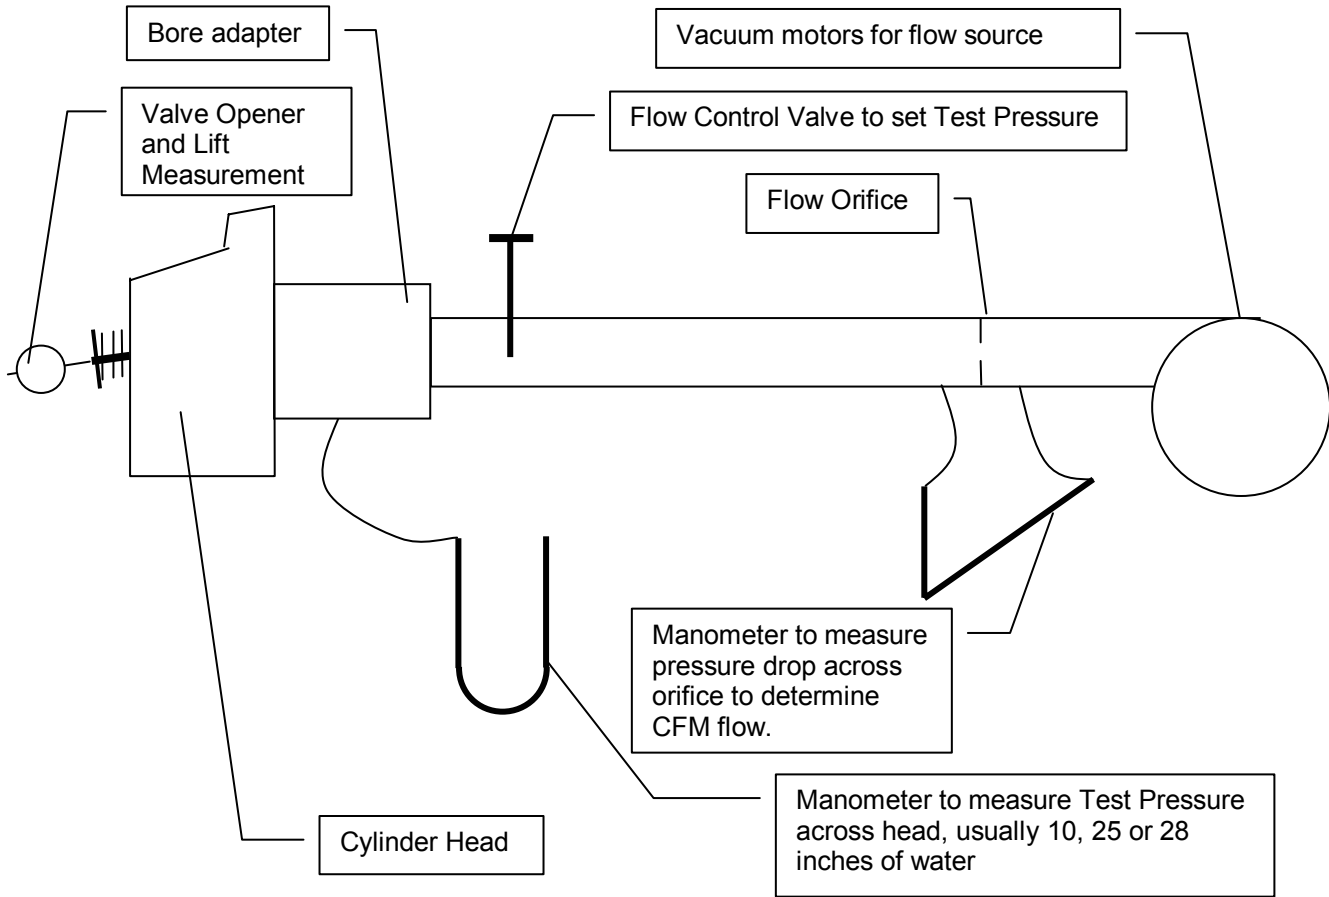 Bore adapter
Vacuum motors for flow source
Valve Opener
and Lift
Measurement
Flow Control Valve to set Test Pressure
Flow Orifice
Manometer to measure
pressure drop across
orifice to determine
CFM flow.
Manometer to measure Test Pressure
across head, usually 10, 25 or 28
inches of water
Cylinder Head